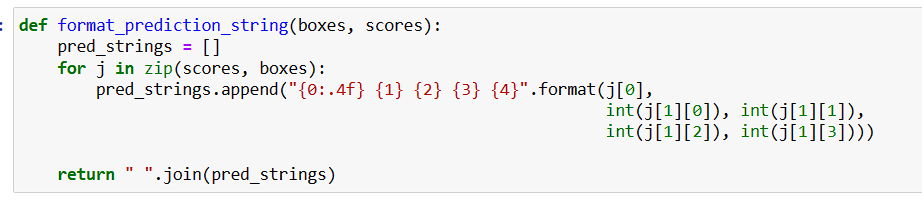 : def format_prediction_string(boxes, scores):
    pred_strings = []
    for j in zip(scores, boxes):
        pred_strings.append("{0:.4f} {1} {2} {3} {4}".format(j[0],
                                                             int(j[1][0]), int(j[1][1]),
                                                             int(j[1][2]), int(j[1][3])))
    return " ".join(pred_strings)